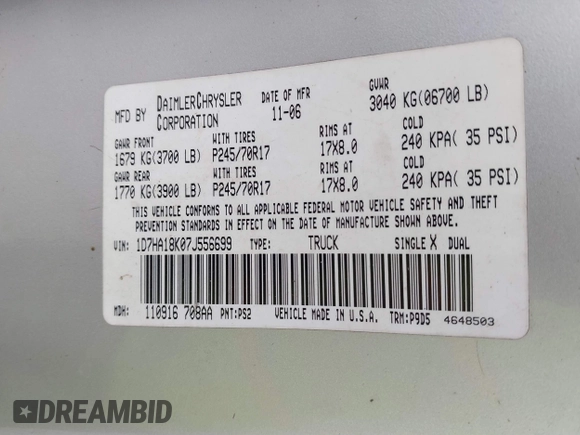 MFD BY DAIMLERCHRYSLER CORPORATION
DATE OF MFR 11-06
GVWR 3040 KG(06700 LB)
GAWR FRONT WITH TIRES RIMS AT COLD
1679 KG(3700 LB) P245/70R17 17X8.0 240 KPA( 35 PSI)
GAWR REAR WITH TIRES RIMS AT COLD
1770 KG(3900 LB) P245/70R17 17X8.0 240 KPA( 35 PSI)
THIS VEHICLE CONFORMS TO ALL APPLICABLE FEDERAL MOTOR VEHICLE SAFETY AND THEFT
PREVENTION STANDARDS IN EFFECT ON THE DATE OF MANUFACTURE SHOWN ABOVE.
VIN: 1D7HA18K07J556699 TYPE: TRUCK SINGLE X DUAL
MDH: 110916 708AA PNT:PS2 VEHICLE MADE IN U.S.A. TRM:P9D5 4648503
DREAMBID